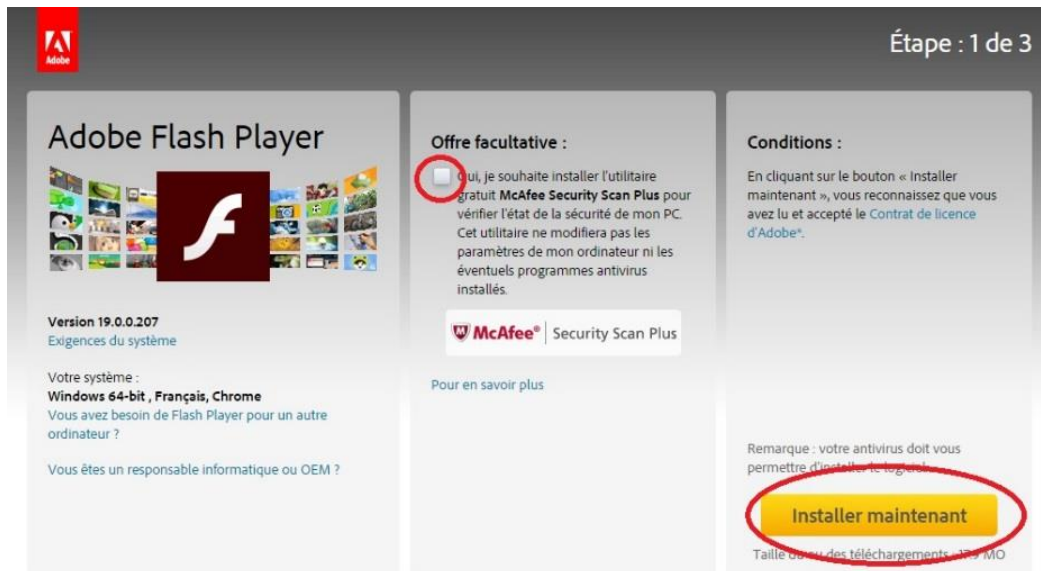 Adobe
Étape : 1 de 3
Adobe Flash Player
Version 19.0.0.207
Exigences du système
Votre système :
Windows 64-bit , Français, Chrome
Vous avez besoin de Flash Player pour un autre
ordinateur ?
Vous êtes un responsable informatique ou OEM ?
Offre facultative :
Oui, je souhaite installer l'utilitaire
gratuit McAfee Security Scan Plus pour
vérifier l'état de la sécurité de mon PC.
Cet utilitaire ne modifiera pas les
paramètres de mon ordinateur ni les
éventuels programmes antivirus
installés.
McAfee® Security Scan Plus
Pour en savoir plus
Conditions :
En cliquant sur le bouton « Installer
maintenant », vous reconnaissez que vous
avez lu et accepté le Contrat de licence
d'Adobe*.
Remarque : votre antivirus doit vous
permettre d'installer le logiciel.
Installer maintenant
Taille du ou des téléchargements : 17.9 MO